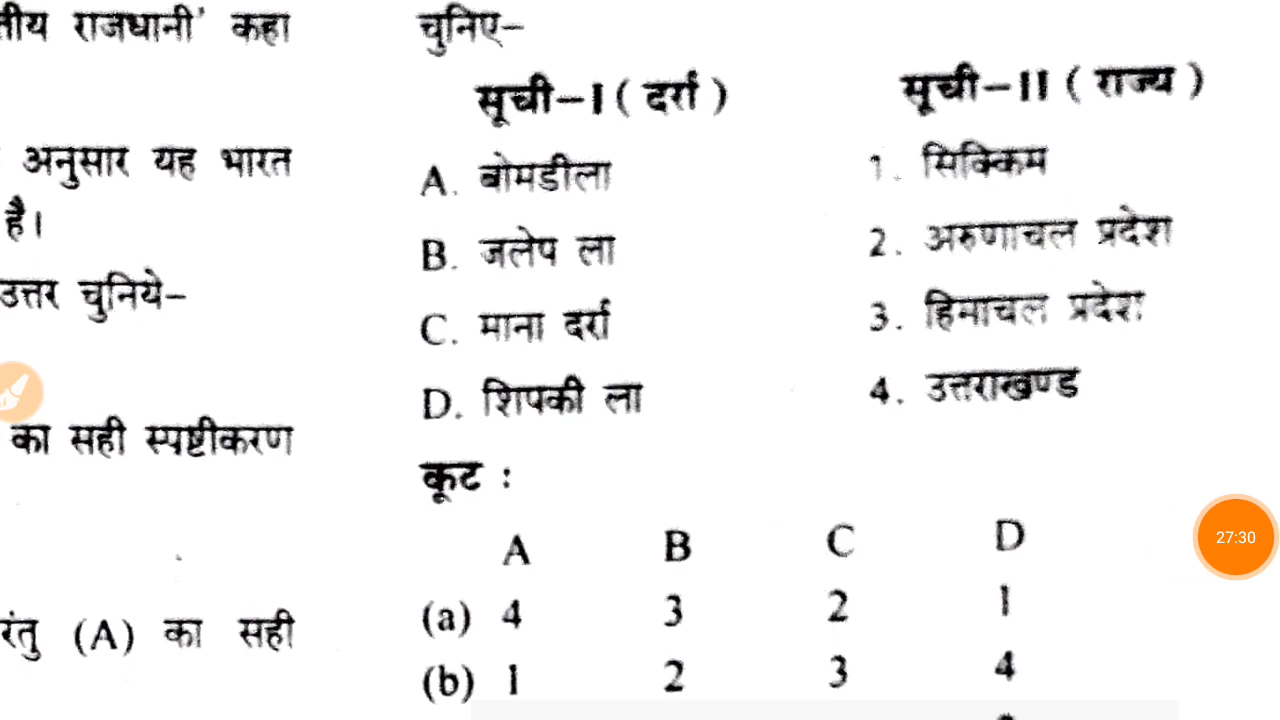 तीय राजधानी' कहा
अनुसार यह भारत
है।
उत्तर चुनिये–
का सही स्पष्टीकरण
रंतु (A) का सही
चुनिए–
सूची–I ( दर्रा )
सूची–II ( राज्य )
A. बोमडीला
1. सिक्किम
B. जलेप ला
2. अरुणाचल प्रदेश
C. माना दर्रा
3. हिमाचल प्रदेश
D. शिपकी ला
4. उत्तराखण्ड
कूट :
A B C D
(a) 4 3 2 1
(b) 1 2 3 4
27:30